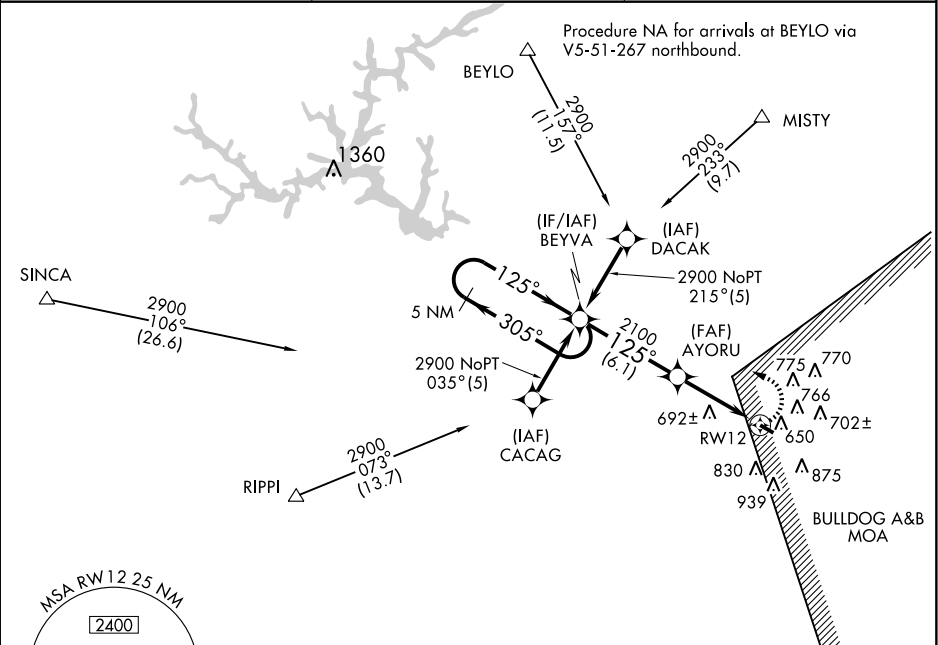 Procedure NA for arrivals at BEYLO via
V5-51-267 northbound.
BEYLO
2900
157°
(11.5)
MISTY
2900
233°
(9.7)
1360
(IF/IAF)
BEYVA
(IAF)
DACAK
2900 NoPT
215°(5)
SINCA
2900
106°
(26.6)
125°
5 NM
305°
2100
125°
(6.1)
(FAF)
AYORU
2900 NoPT
035°(5)
(IAF)
CACAG
775
770
766
702±
692±
RW12
650
830
875
939
RIPPI
2900
073°
(13.7)
BULLDOG A&B
MOA
MSA RW12 25 NM
2400